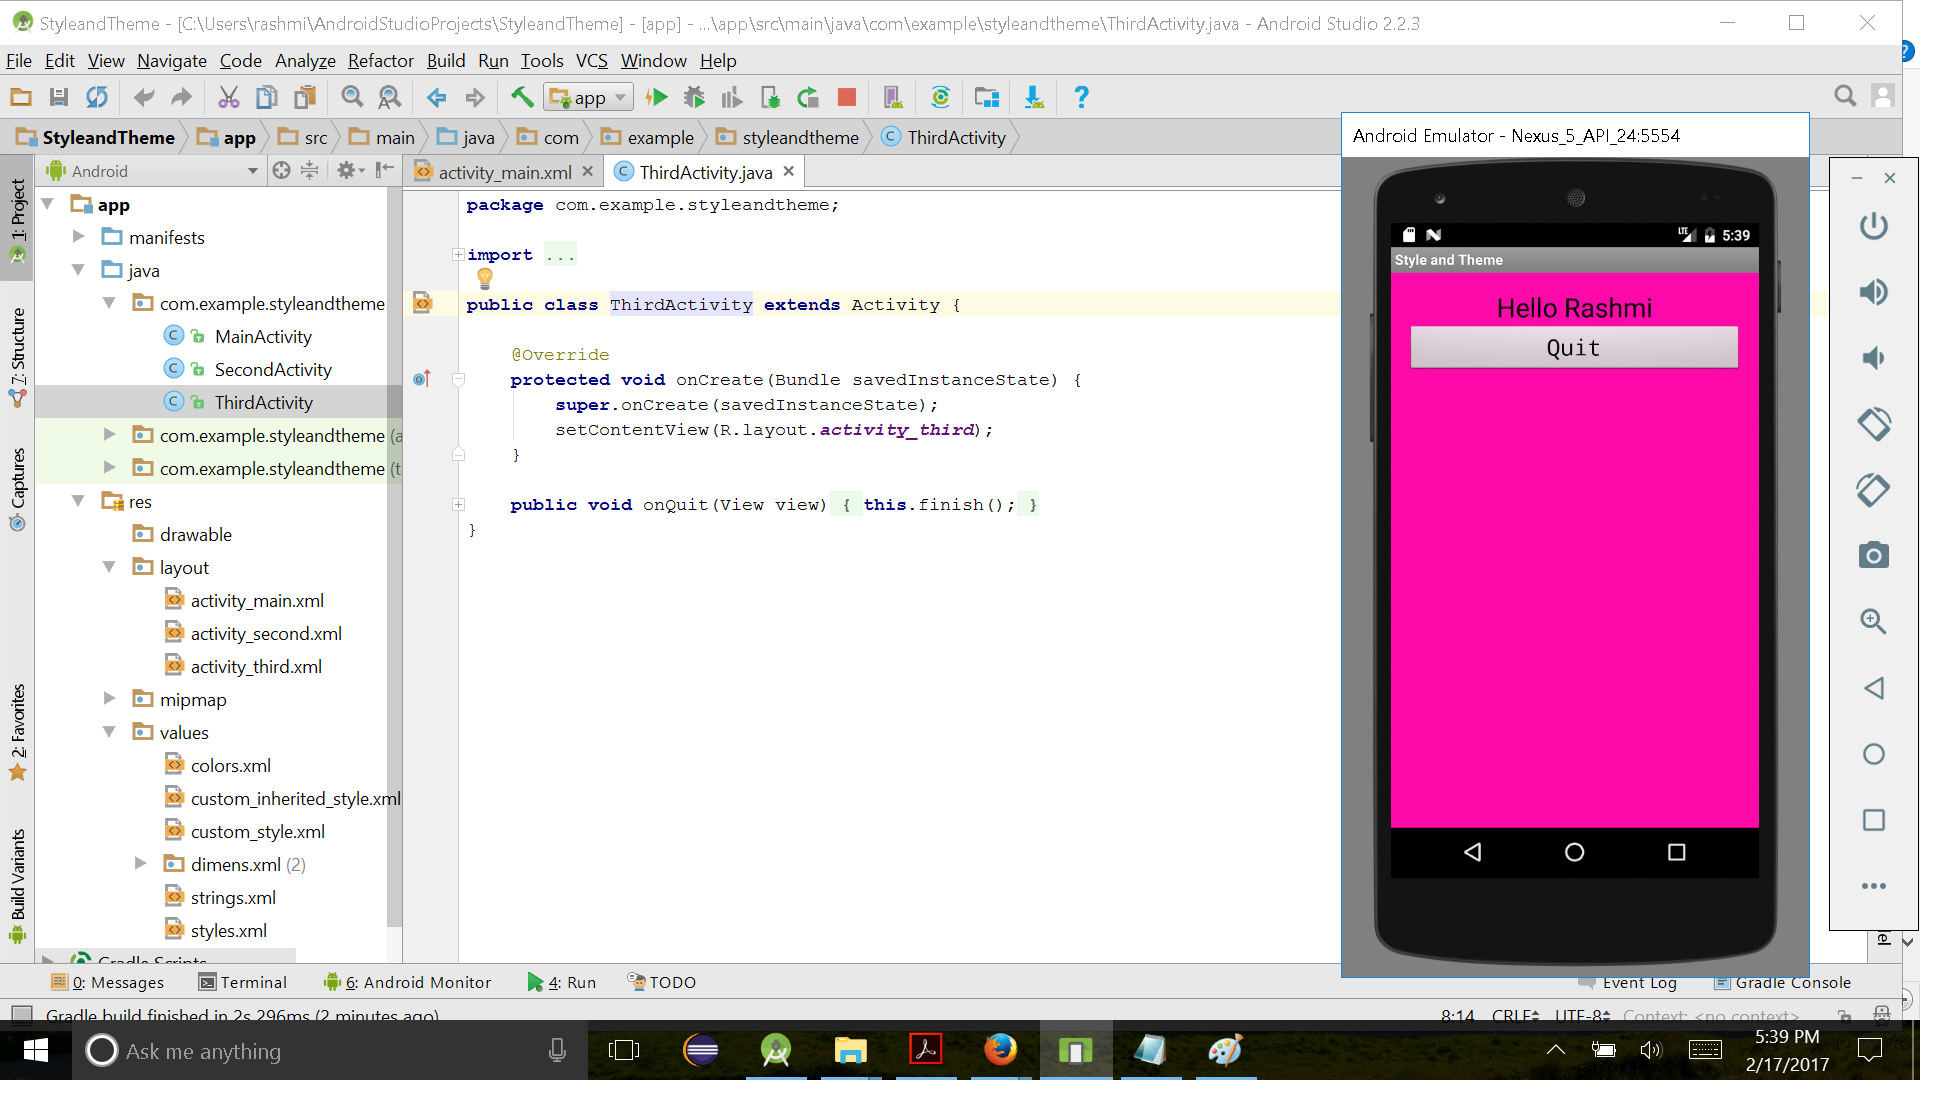 StyleandTheme - [C:\Users\rashmi\AndroidStudioProjects\StyleandTheme] - [app] - ...\app\src\main\java\com\example\styleandtheme\ThirdActivity.java - Android Studio 2.2.3
File Edit View Navigate Code Analyze Refactor Build Run Tools VCS Window Help
app
StyleandTheme app src main java com example styleandtheme ThirdActivity
Android
activity_main.xml
ThirdActivity.java
1: Project
7: Structure
Captures
2: Favorites
Build Variants
app
manifests
java
com.example.styleandtheme
MainActivity
SecondActivity
ThirdActivity
com.example.styleandtheme (a
com.example.styleandtheme (t
res
drawable
layout
activity_main.xml
activity_second.xml
activity_third.xml
mipmap
values
colors.xml
custom_inherited_style.xml
custom_style.xml
dimens.xml (2)
strings.xml
styles.xml
Gradle Scripts
package com.example.styleandtheme;
import ...
public class ThirdActivity extends Activity {
@Override
protected void onCreate(Bundle savedInstanceState) {
super.onCreate(savedInstanceState);
setContentView(R.layout.activity_third);
}
public void onQuit(View view) { this.finish(); }
}
Android Emulator - Nexus_5_API_24:5554
LTE 5:39
Style and Theme
Hello Rashmi
Quit
0: Messages Terminal 6: Android Monitor 4: Run TODO Event Log Gradle Console
Gradle build finished in 2s 296ms (2 minutes ago)
8:14 CRLF UTF-8 Context: <no context>
Ask me anything
5:39 PM
2/17/2017